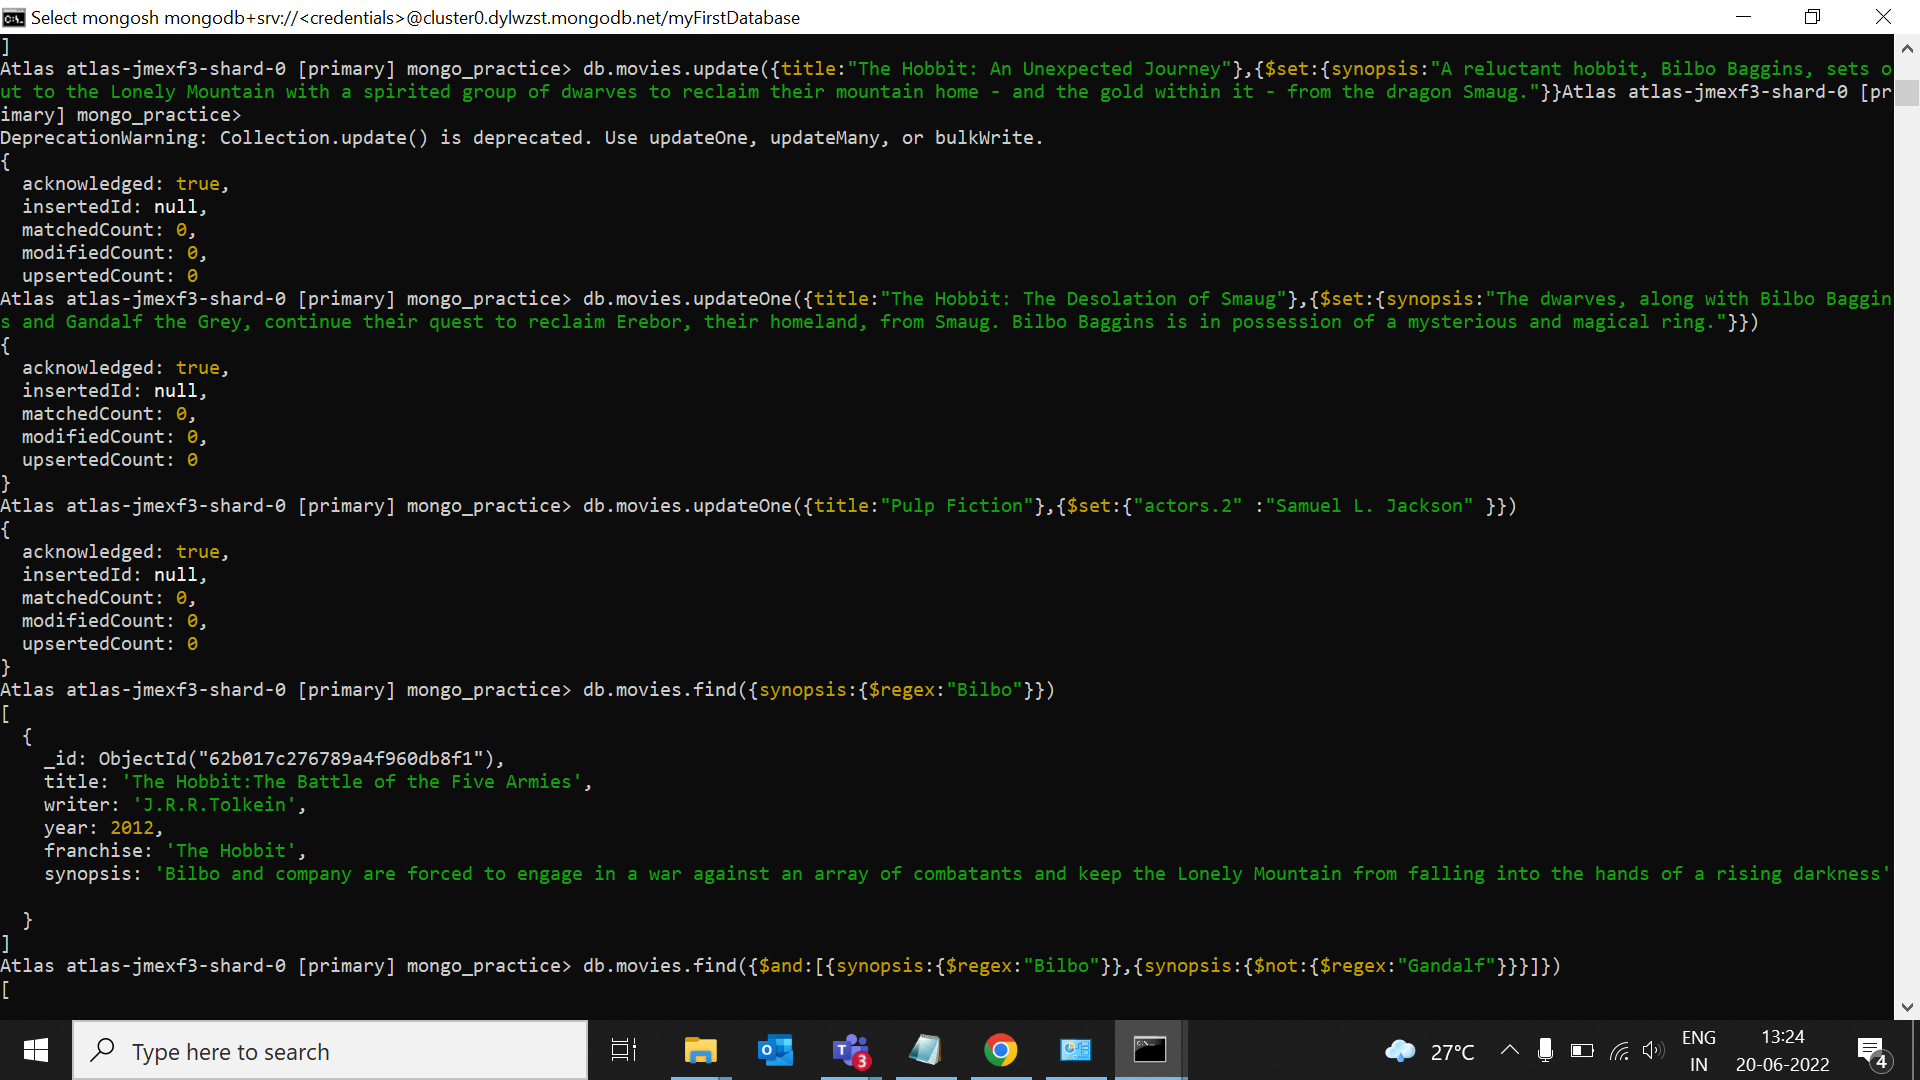 Select mongosh mongodb+srv://<credentials>@cluster0.dylwzst.mongodb.net/myFirstDatabase
]
Atlas atlas-jmexf3-shard-0 [primary] mongo_practice> db.movies.update({title:"The Hobbit: An Unexpected Journey"},{$set:{synopsis:"A reluctant hobbit, Bilbo Baggins, sets o
ut to the Lonely Mountain with a spirited group of dwarves to reclaim their mountain home - and the gold within it - from the dragon Smaug."}}Atlas atlas-jmexf3-shard-0 [pr
imary] mongo_practice>
DeprecationWarning: Collection.update() is deprecated. Use updateOne, updateMany, or bulkWrite.
{
  acknowledged: true,
  insertedId: null,
  matchedCount: 0,
  modifiedCount: 0,
  upsertedCount: 0
Atlas atlas-jmexf3-shard-0 [primary] mongo_practice> db.movies.updateOne({title:"The Hobbit: The Desolation of Smaug"},{$set:{synopsis:"The dwarves, along with Bilbo Baggin
s and Gandalf the Grey, continue their quest to reclaim Erebor, their homeland, from Smaug. Bilbo Baggins is in possession of a mysterious and magical ring."}})
{
  acknowledged: true,
  insertedId: null,
  matchedCount: 0,
  modifiedCount: 0,
  upsertedCount: 0
}
Atlas atlas-jmexf3-shard-0 [primary] mongo_practice> db.movies.updateOne({title:"Pulp Fiction"},{$set:{"actors.2" :"Samuel L. Jackson" }})
{
  acknowledged: true,
  insertedId: null,
  matchedCount: 0,
  modifiedCount: 0,
  upsertedCount: 0
}
Atlas atlas-jmexf3-shard-0 [primary] mongo_practice> db.movies.find({synopsis:{$regex:"Bilbo"}})
[
  {
    _id: ObjectId("62b017c276789a4f960db8f1"),
    title: 'The Hobbit:The Battle of the Five Armies',
    writer: 'J.R.R.Tolkein',
    year: 2012,
    franchise: 'The Hobbit',
    synopsis: 'Bilbo and company are forced to engage in a war against an array of combatants and keep the Lonely Mountain from falling into the hands of a rising darkness'
  }
]
Atlas atlas-jmexf3-shard-0 [primary] mongo_practice> db.movies.find({$and:[{synopsis:{$regex:"Bilbo"}},{synopsis:{$not:{$regex:"Gandalf"}}}]})
[
Type here to search
3
27°C
ENG
IN
13:24
20-06-2022
4